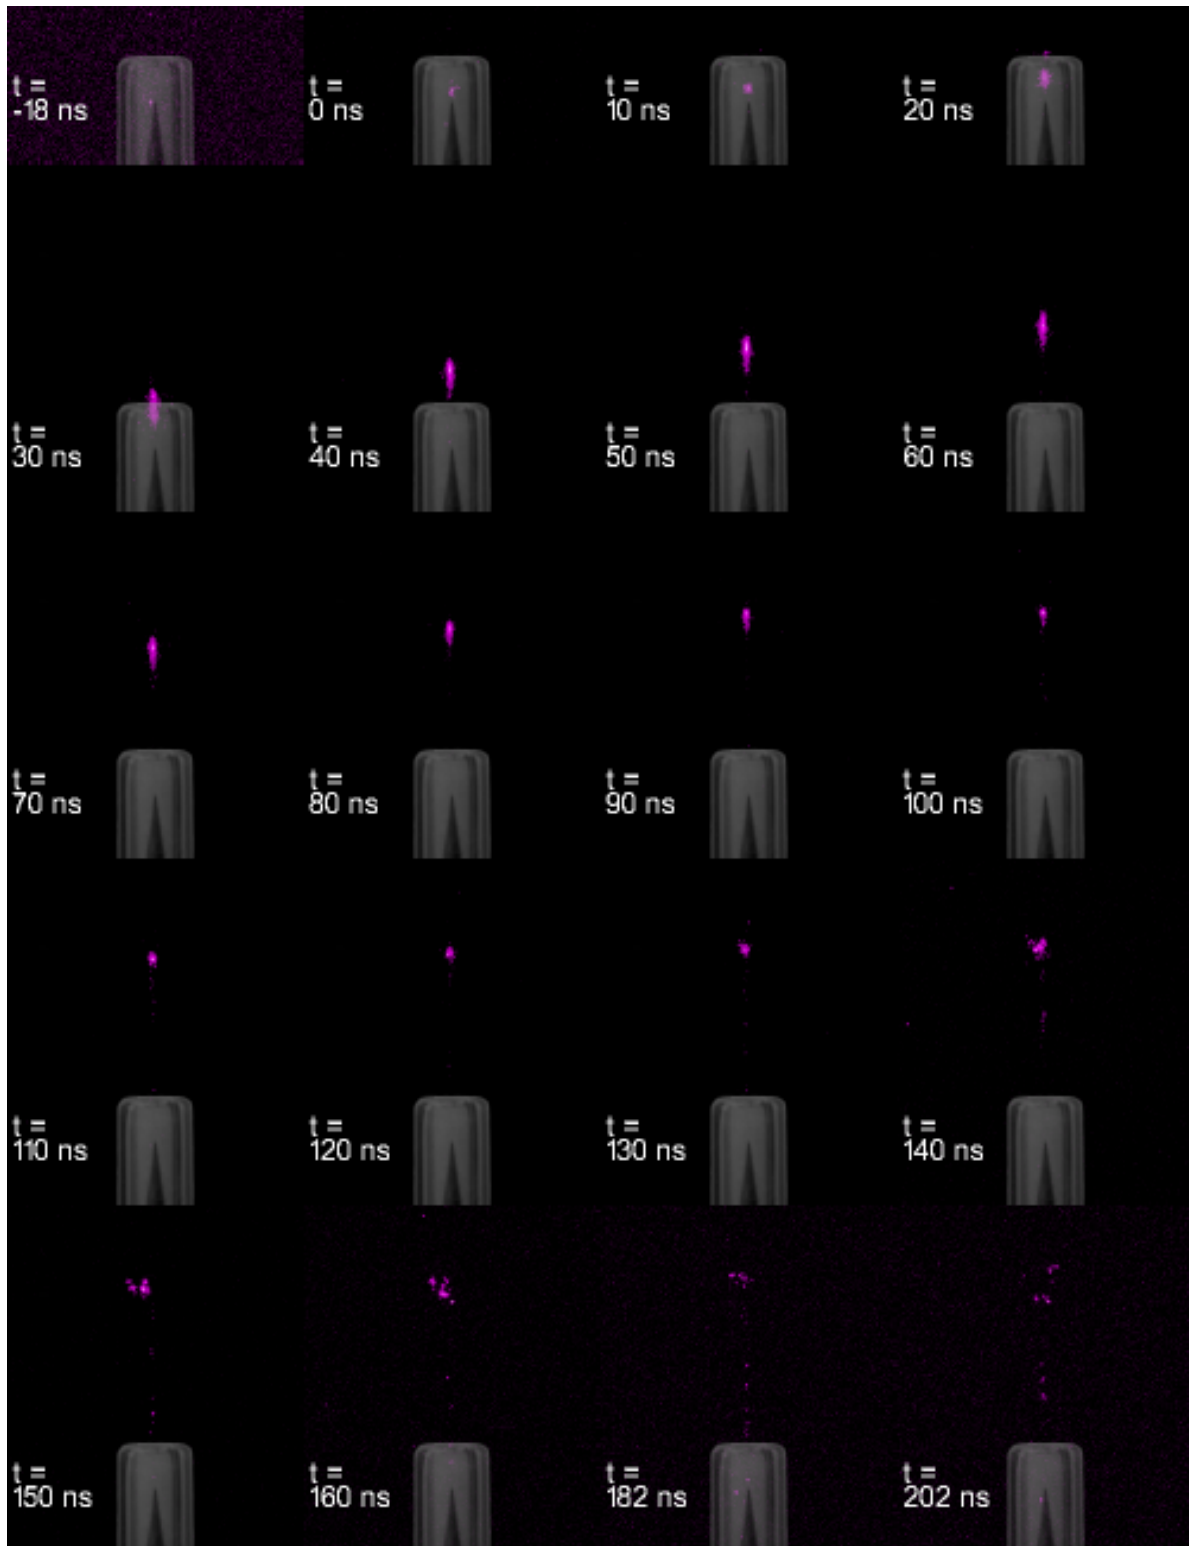 t =
-18 ns
t =
0 ns
t =
10 ns
t =
20 ns
t =
30 ns
t =
40 ns
t =
50 ns
t =
60 ns
t =
70 ns
t =
80 ns
t =
90 ns
t =
100 ns
t =
110 ns
t =
120 ns
t =
130 ns
t =
140 ns
t =
150 ns
t =
160 ns
t =
182 ns
t =
202 ns